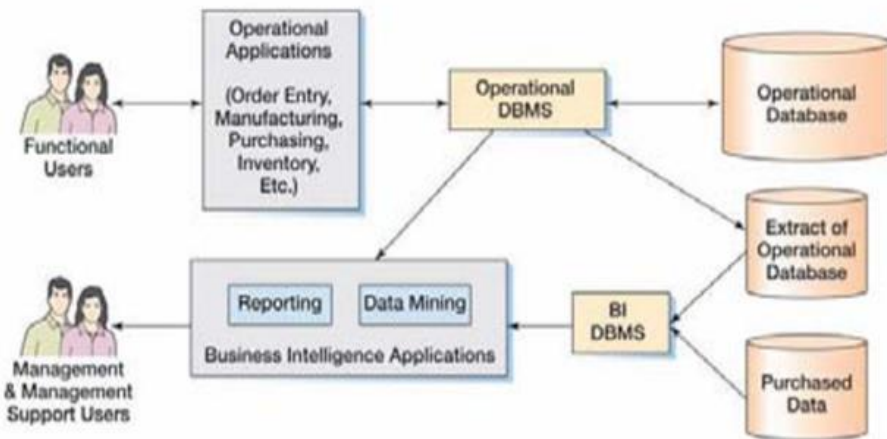 Operational
Applications
(Order Entry,
Manufacturing,
Purchasing,
Inventory,
Etc.)
Functional
Users
Operational
DBMS
Operational
Database
Extract of
Operational
Database
Reporting
Data Mining
Business Intelligence Applications
BI
DBMS
Management
& Management
Support Users
Purchased
Data